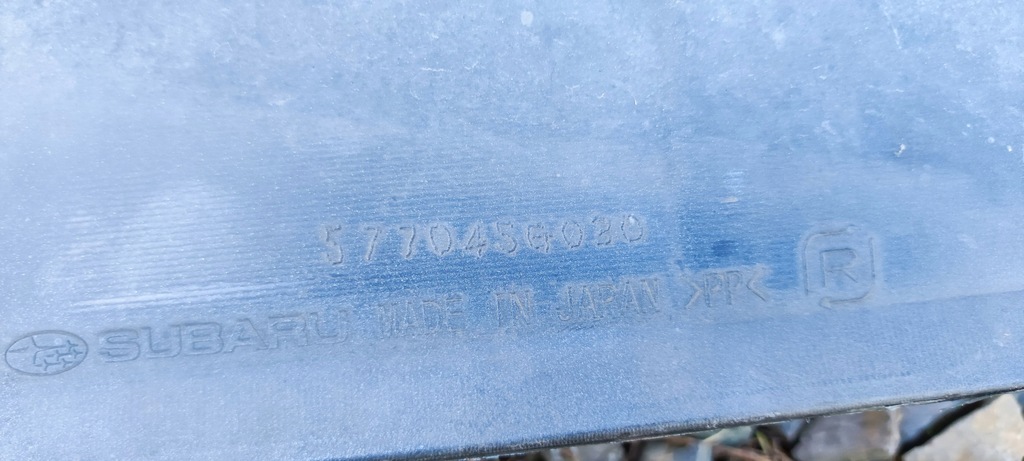 57704SG020
SUBARU MADE IN JAPAN >PP<
R